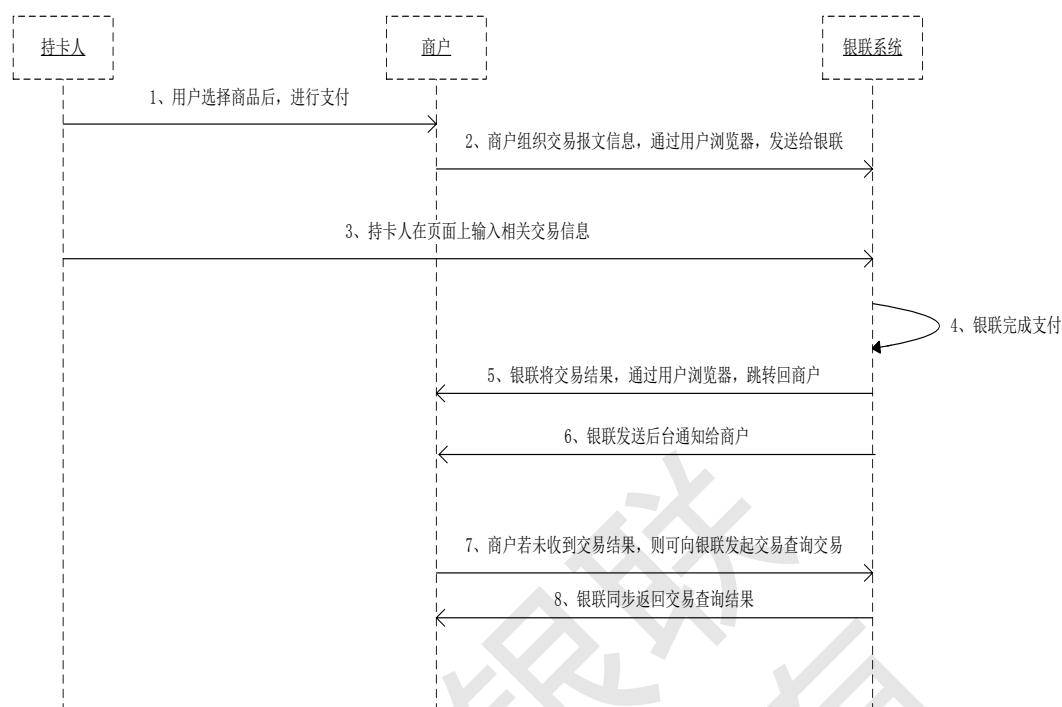 持卡人
商户
银联系统
1、用户选择商品后，进行支付
2、商户组织交易报文信息，通过用户浏览器，发送给银联
3、持卡人在页面上输入相关交易信息
4、银联完成支付
5、银联将交易结果，通过用户浏览器，跳转回商户
6、银联发送后台通知给商户
7、商户若未收到交易结果，则可向银联发起交易查询交易
8、银联同步返回交易查询结果
银联